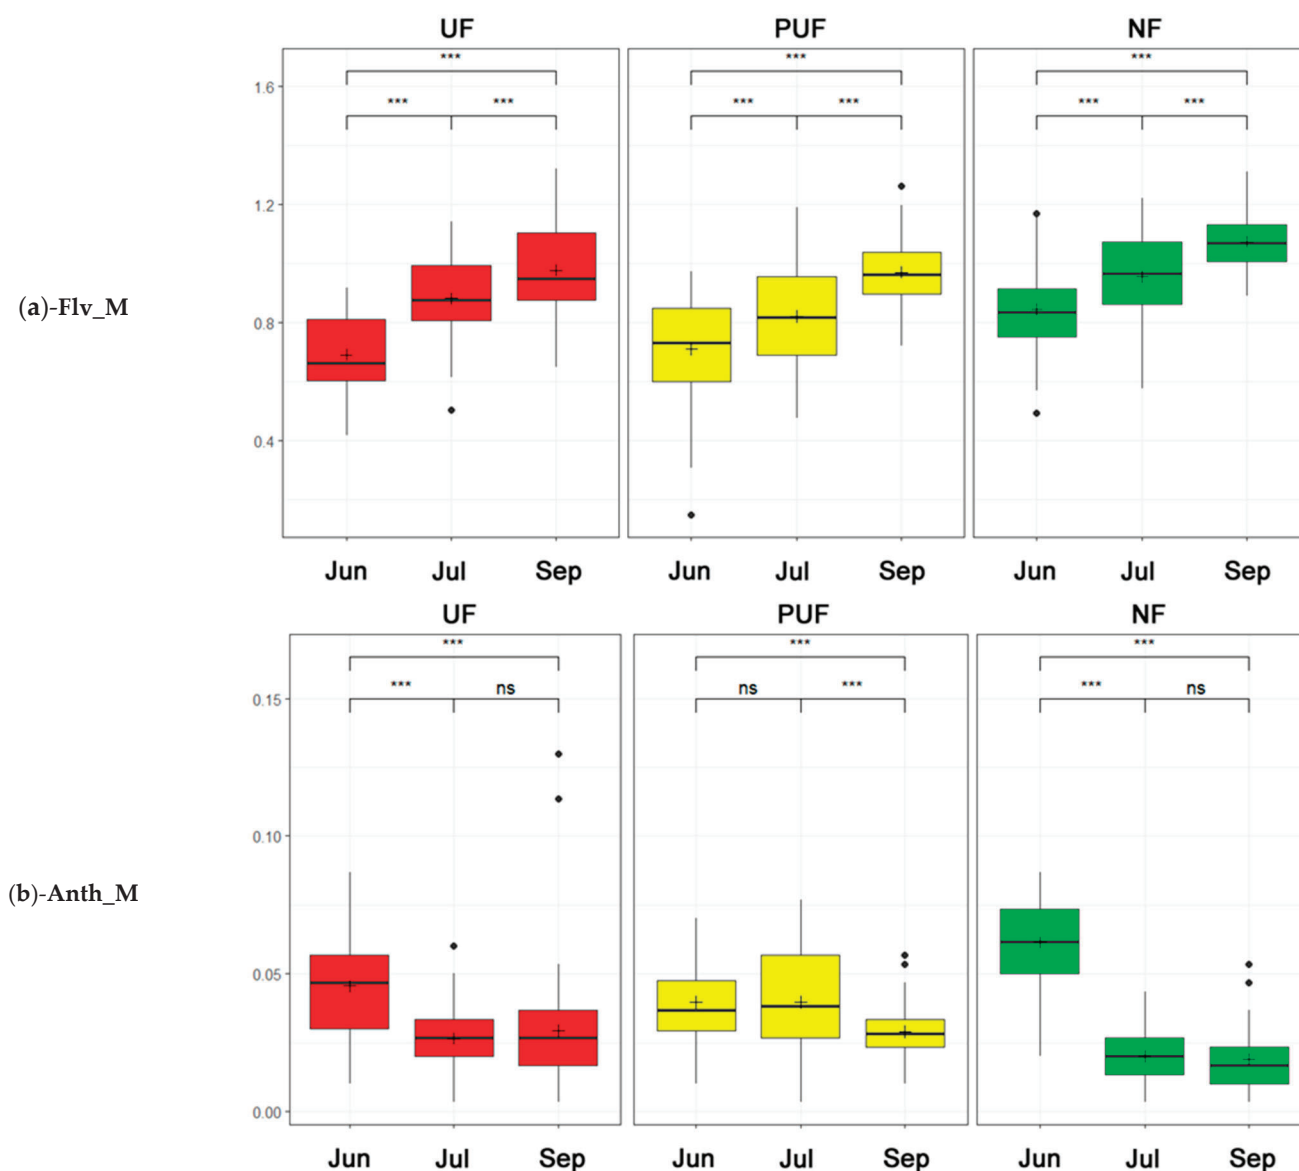 UF PUF NF
*** *** ***
1.6
*** *** *** *** *** ***
1.2
(a)-Flv_M
0.8
0.4
Jun Jul Sep Jun Jul Sep Jun Jul Sep
UF PUF NF
*** *** ***
*** ns ns *** *** ns
0.15
0.10
(b)-Anth_M
0.05
0.00
Jun Jul Sep Jun Jul Sep Jun Jul Sep